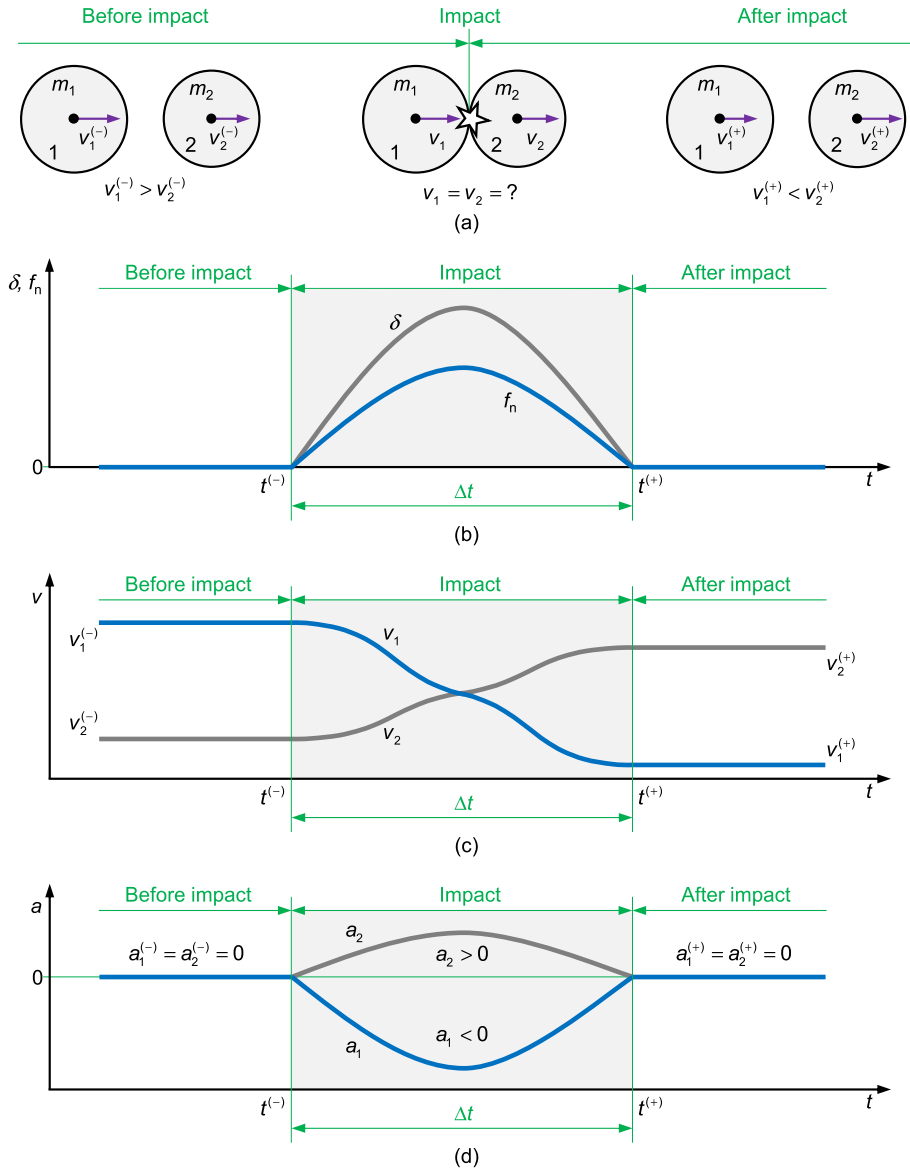 Before impact Impact After impact
m₁ m₂ m₁ m₂ m₁ m₂
v₁⁽⁻⁾ v₂⁽⁻⁾ v₁ v₂ v₁⁽⁺⁾ v₂⁽⁺⁾
1 2 1 2 1 2
v₁⁽⁻⁾ > v₂⁽⁻⁾ v₁ = v₂ = ? v₁⁽⁺⁾ < v₂⁽⁺⁾
(a)
Before impact Impact After impact
δ, fₙ
δ
fₙ
0
t⁽⁻⁾ t⁽⁺⁾ t
Δt
(b)
Before impact Impact After impact
v
v₁⁽⁻⁾ v₁
v₂⁽⁺⁾
v₂⁽⁻⁾ v₂
v₁⁽⁺⁾
t⁽⁻⁾ t⁽⁺⁾ t
Δt
(c)
Before impact Impact After impact
a
a₂
a₁⁽⁻⁾ = a₂⁽⁻⁾ = 0 a₂ > 0 a₁⁽⁺⁾ = a₂⁽⁺⁾ = 0
0
a₁ a₁ < 0
t⁽⁻⁾ t⁽⁺⁾ t
Δt
(d)